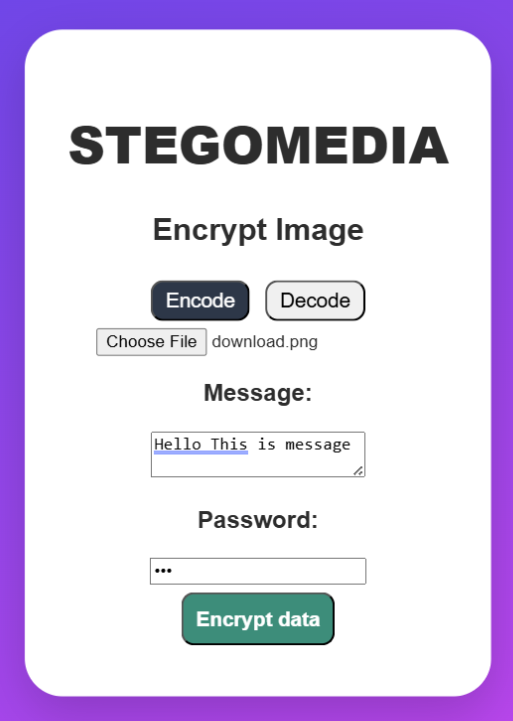 STEGOMEDIA
Encrypt Image
Encode Decode
Choose File download.png
Message:
Hello This is message
Password:
•••
Encrypt data